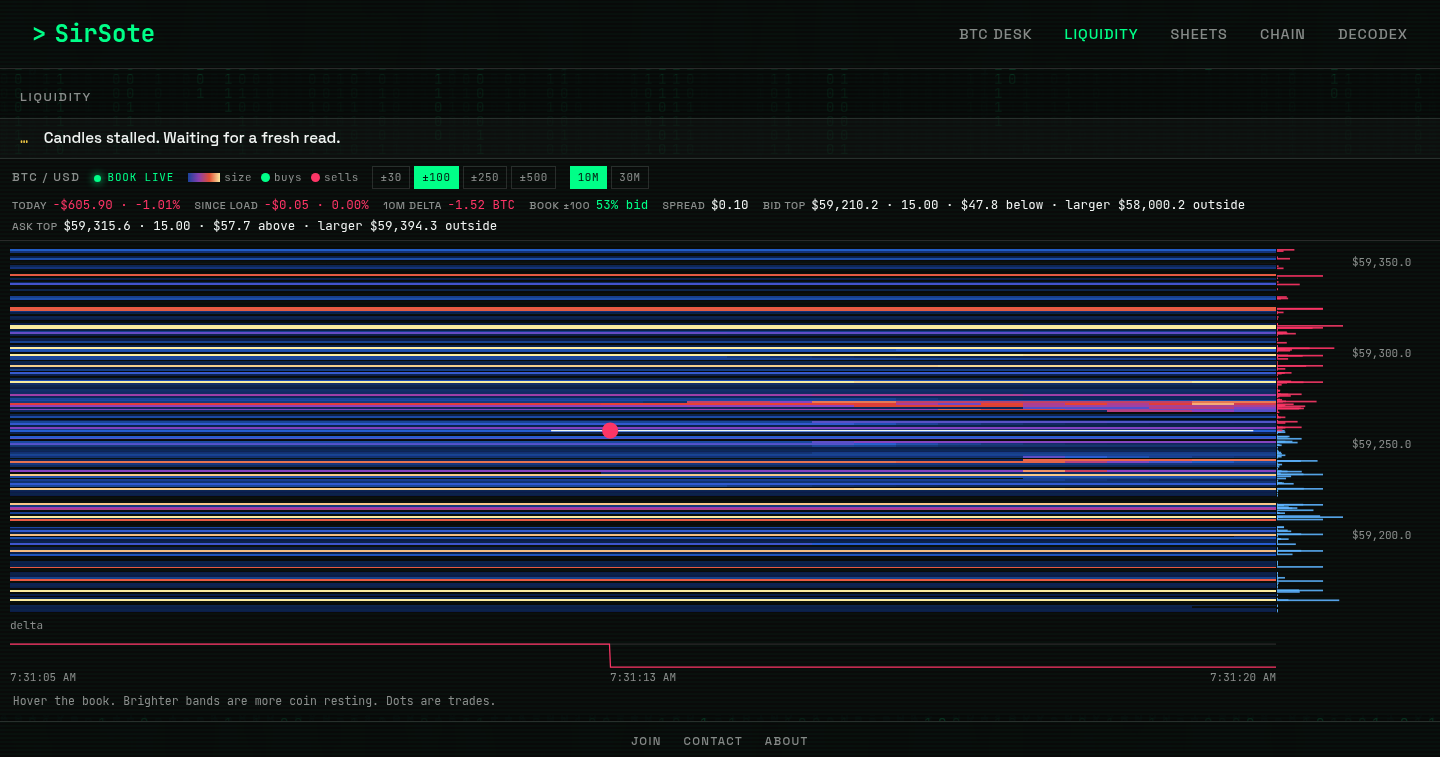 > SirSote
BTC DESK LIQUIDITY SHEETS CHAIN DECODEX
LIQUIDITY
… Candles stalled. Waiting for a fresh read.
BTC / USD BOOK LIVE size buys sells ±30 ±100 ±250 ±500 10M 30M
TODAY -$605.90 · -1.01% SINCE LOAD -$0.05 · 0.00% 10M DELTA -1.52 BTC BOOK ±100 53% bid SPREAD $0.10 BID TOP $59,210.2 · 15.00 · $47.8 below · larger $58,000.2 outside
ASK TOP $59,315.6 · 15.00 · $57.7 above · larger $59,394.3 outside
$59,350.0
$59,300.0
$59,250.0
$59,200.0
delta
7:31:05 AM 7:31:13 AM 7:31:20 AM
Hover the book. Brighter bands are more coin resting. Dots are trades.
JOIN CONTACT ABOUT